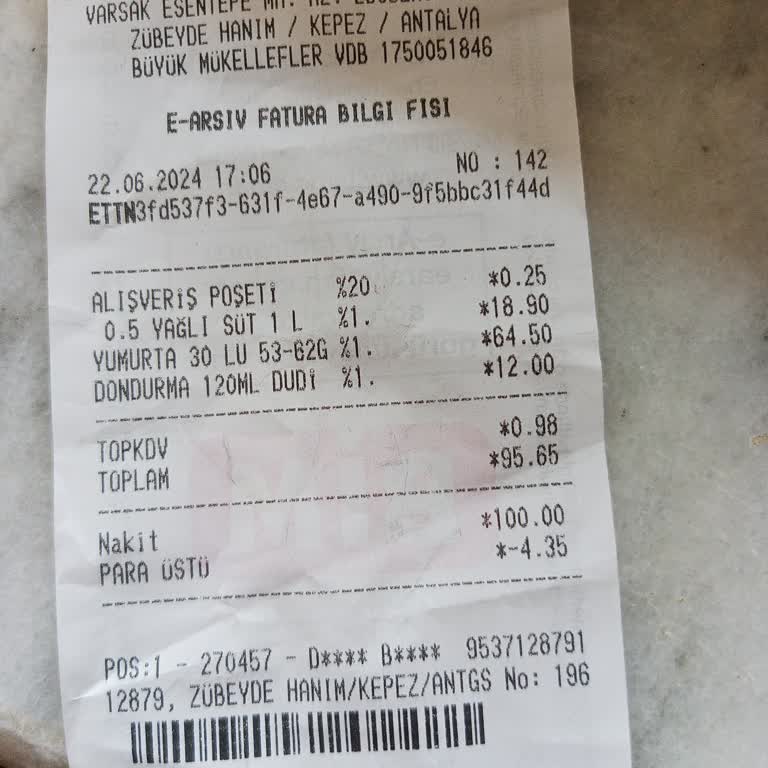 VARSAK ESENTEPE
ZÜBEYDE HANIM / KEPEZ / ANTALYA
BÜYÜK MÜKELLEFLER VDB 1750051846
E-ARSIV FATURA BILGI FISI
22.06.2024 17:06 NO : 142
ETTN3fd537f3-631f-4e67-a490-9f5bbc31f44d
ALIŞVERİŞ POŞETİ %20. *0.25
0.5 YAĞLI SÜT 1 L %1. *18.90
YUMURTA 30 LU 53-62G %1. *64.50
DONDURMA 120ML DUDİ %1. *12.00
TOPKDV *0.98
TOPLAM *95.65
Nakit *100.00
PARA ÜSTÜ *-4.35
POS:1 - 270457 - D**** B**** 9537128791
12879, ZÜBEYDE HANIM/KEPEZ/ANTGS No: 196